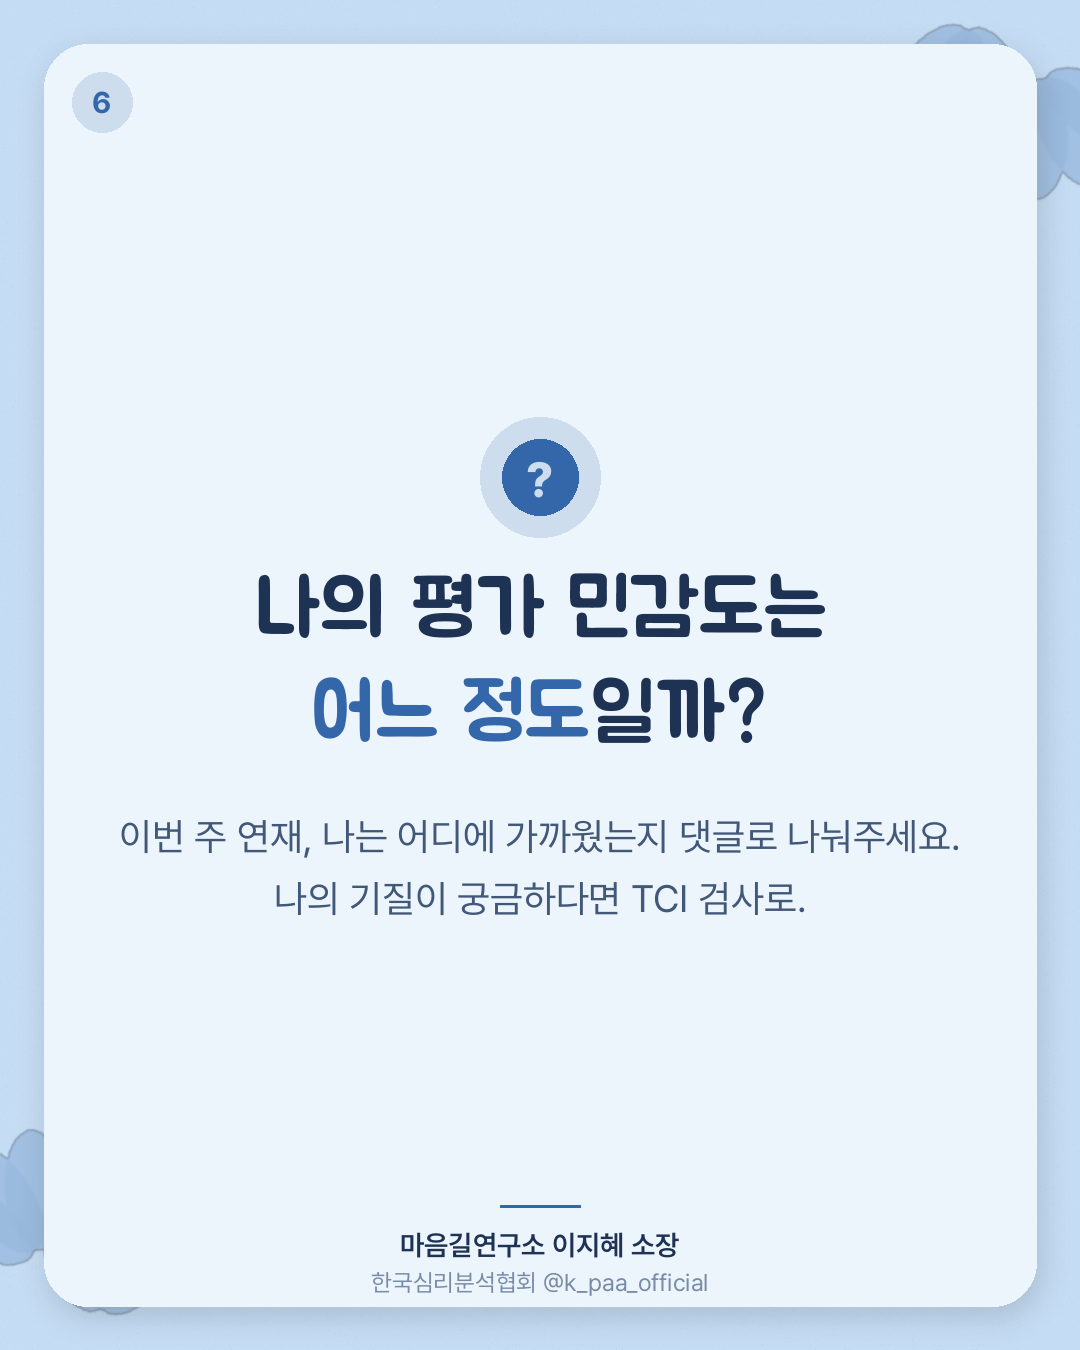 6
?
나의 평가 민감도는
어느 정도일까?
이번 주 연재, 나는 어디에 가까웠는지 댓글로 나눠주세요.
나의 기질이 궁금하다면 TCI 검사로.
마음길연구소 이지혜 소장
한국심리분석협회 @k_paa_official